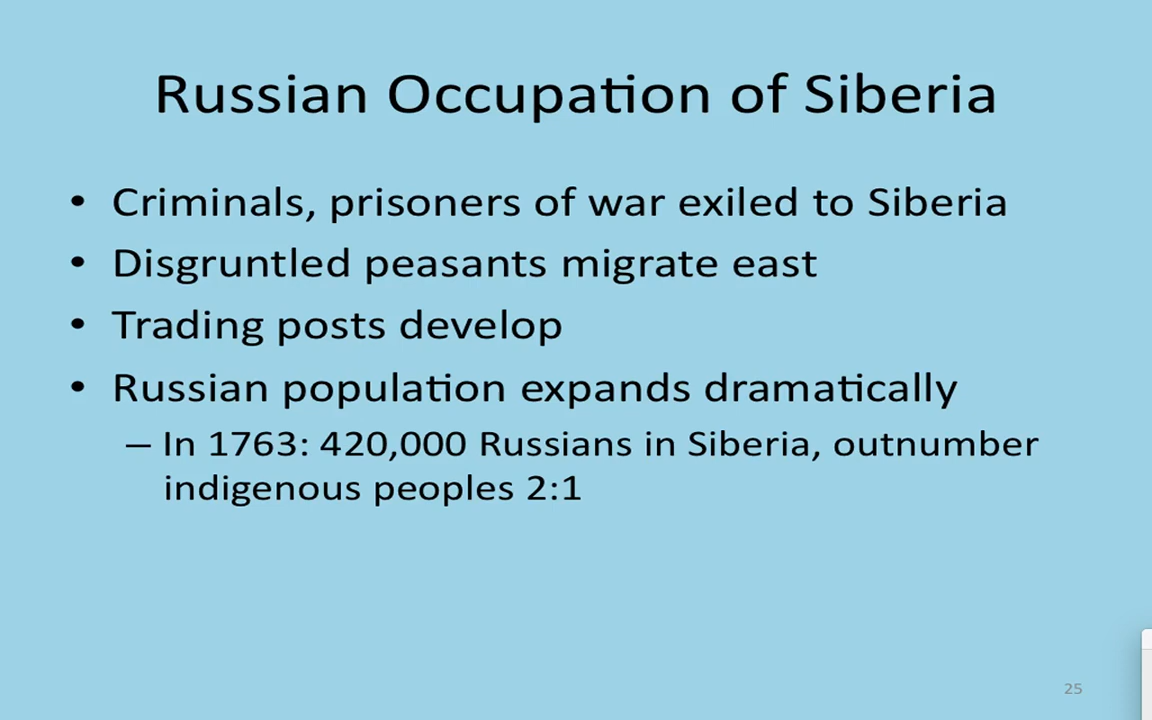 Russian Occupation of Siberia
• Criminals, prisoners of war exiled to Siberia
• Disgruntled peasants migrate east
• Trading posts develop
• Russian population expands dramatically
– In 1763: 420,000 Russians in Siberia, outnumber
indigenous peoples 2:1
25